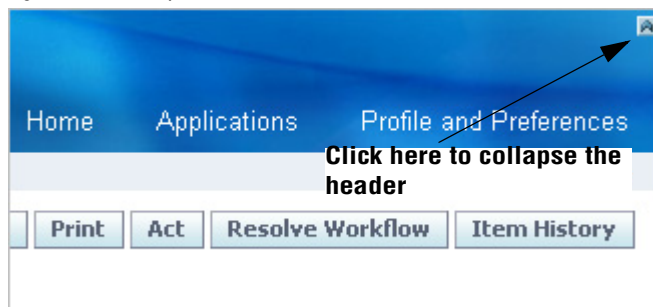 Home Applications Profile and Preferences
Click here to collapse the
header
Print Act Resolve Workflow Item History